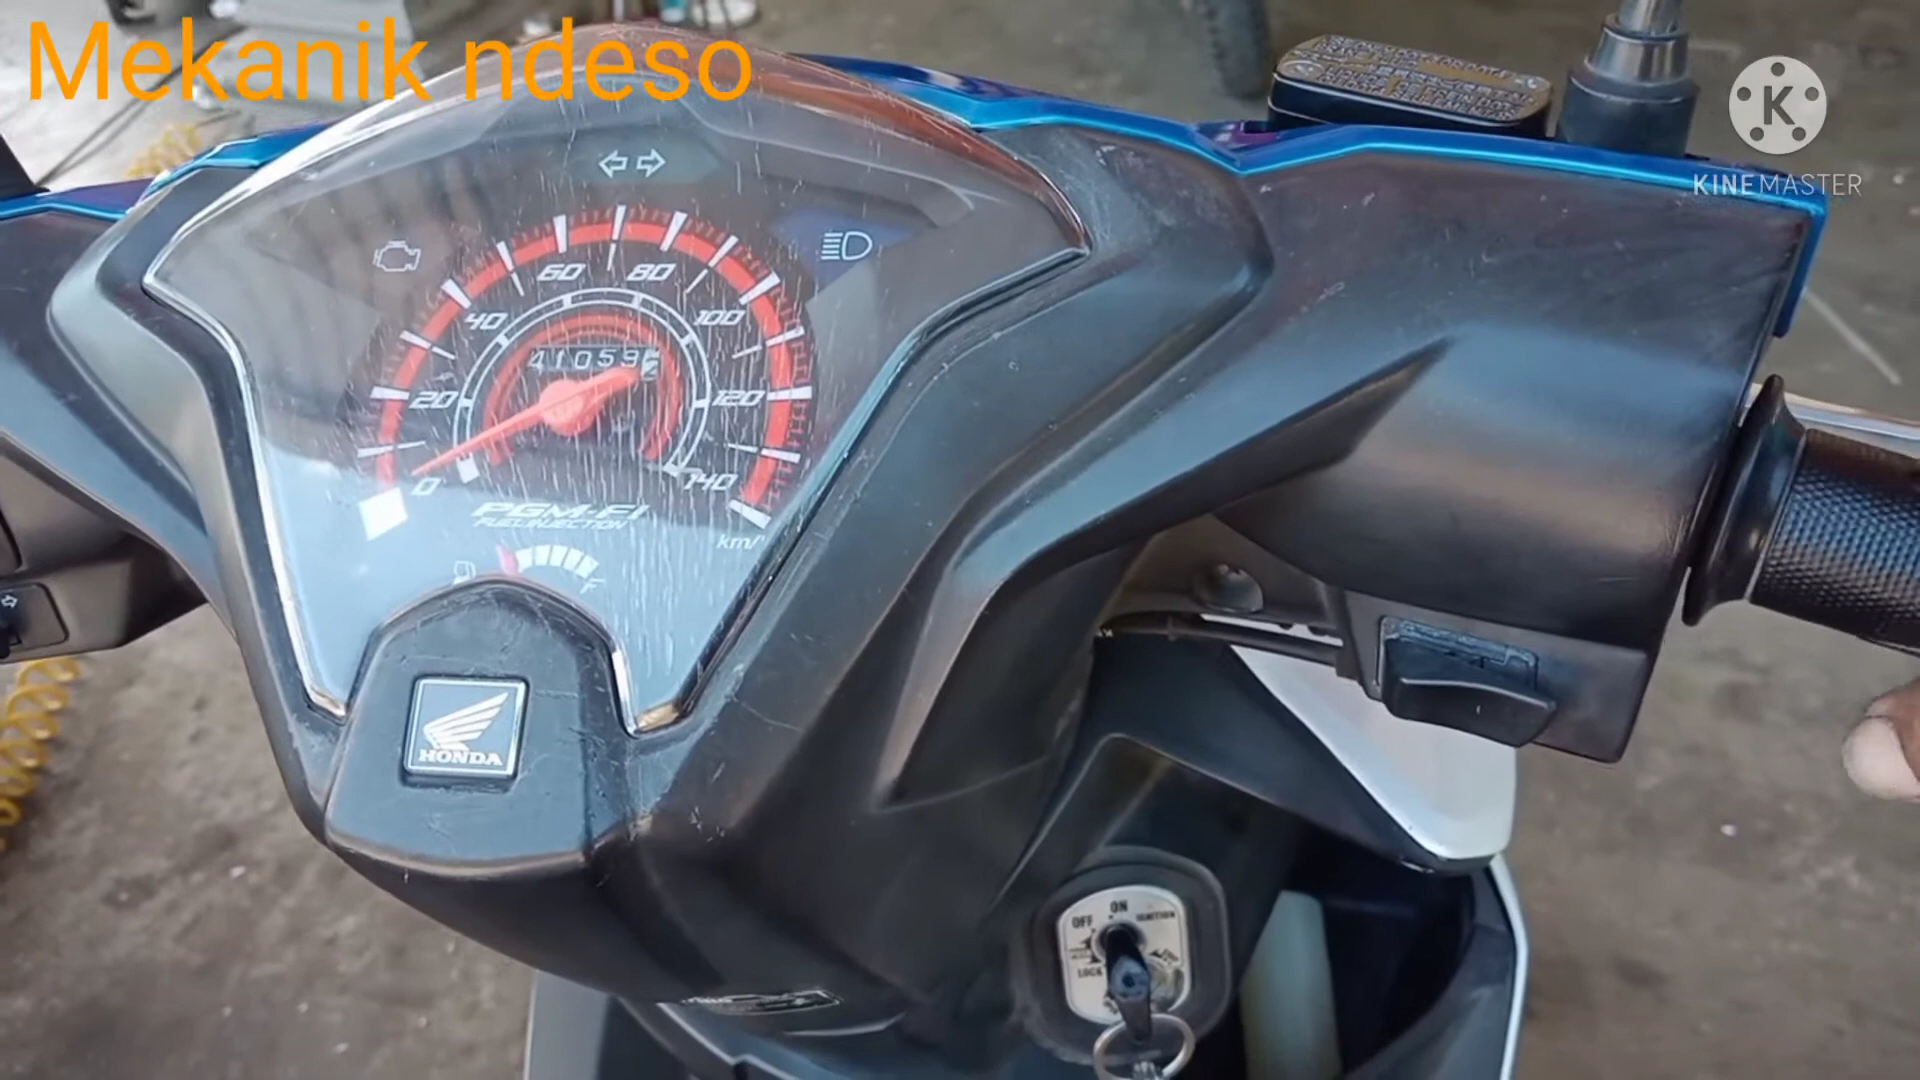 Mekanik ndeso
K
KINEMASTER
60 80
40 100
41059
20 120
0 140
PGM-FI
FUEL INJECTION
km/
F
HONDA
ON
OFF IGNITION
LOCK